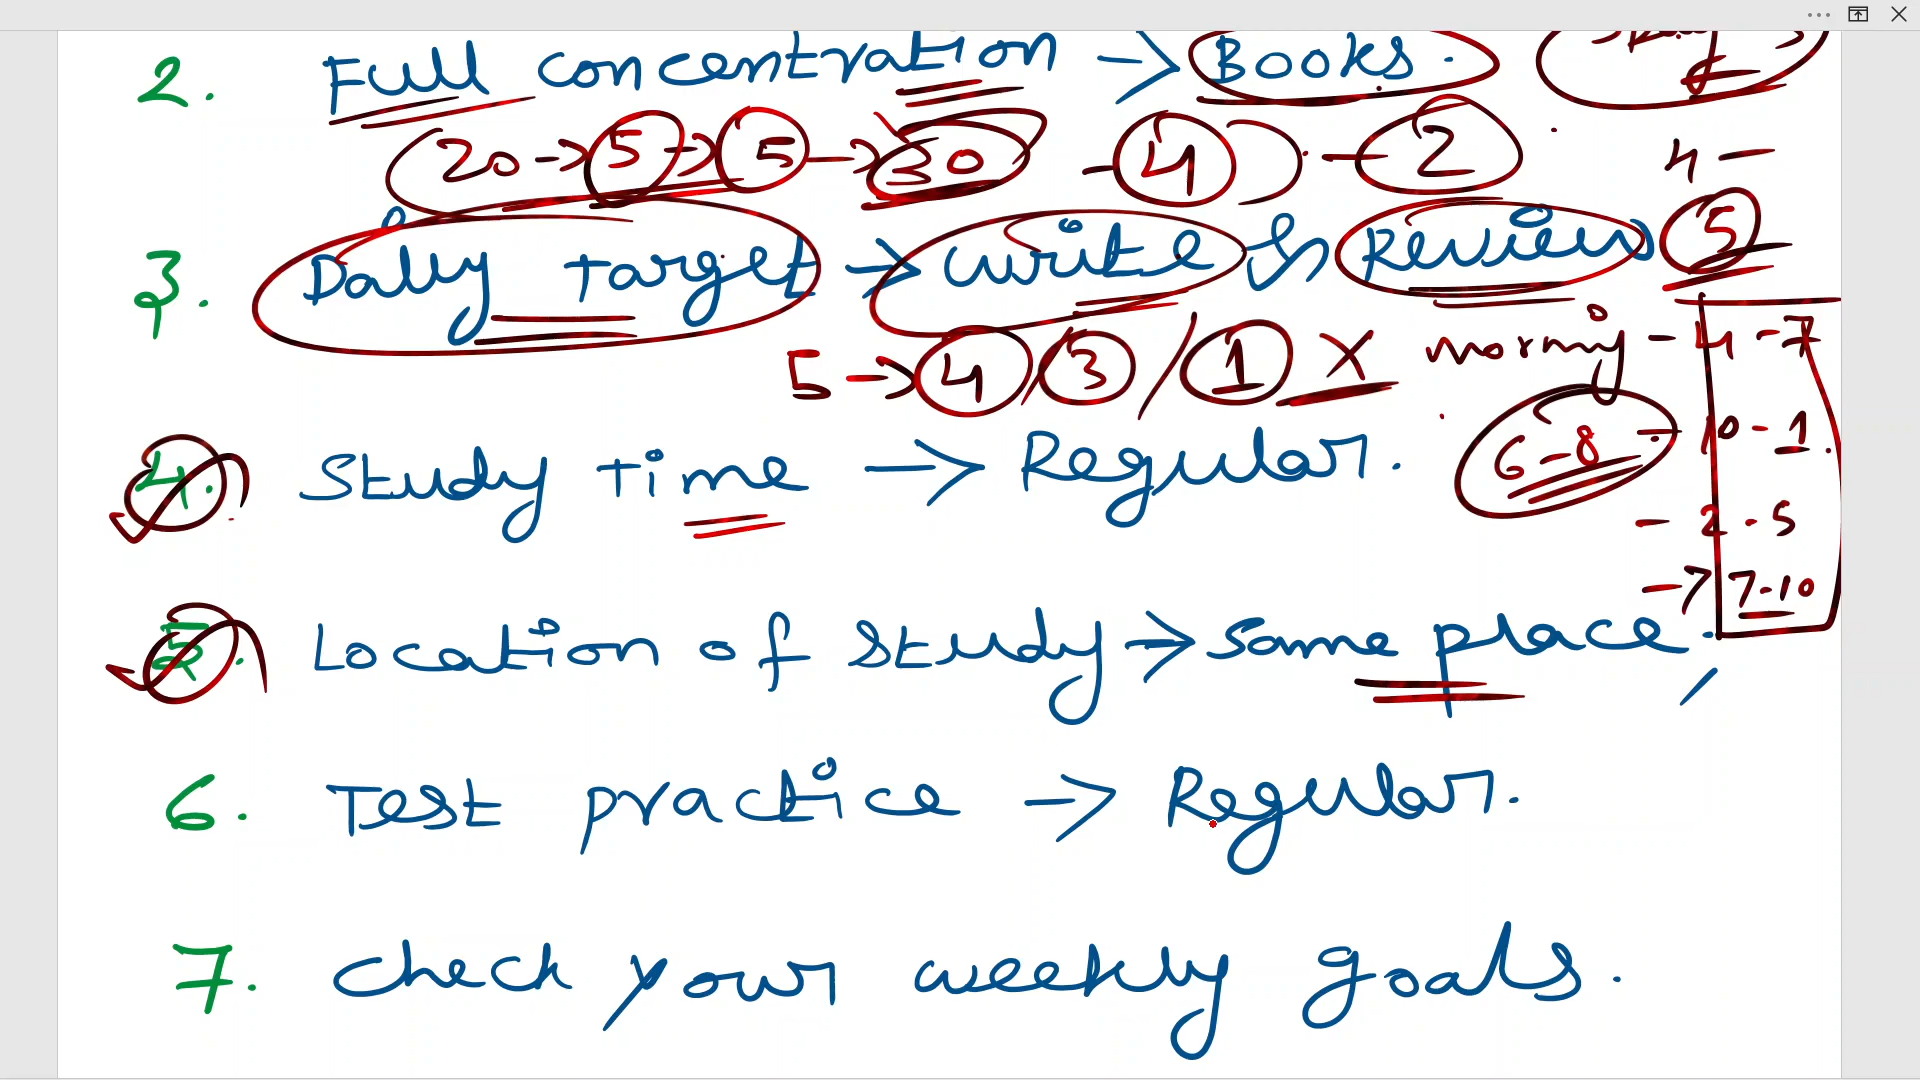 2. Full concentration → Books.
20 → 5 → 5 → 30 - 4 - 2 4 -
3. Daily Target → write & Review 5
5 → 4 / 3 / 1 X morning - 4 - 7
6 - 8 - 10 - 1
4. Study time → Regular.
- 2 - 5
→ 7 - 10
5. Location of study → same place,
6. Test practice → Regular.
7. check your weekly goals.